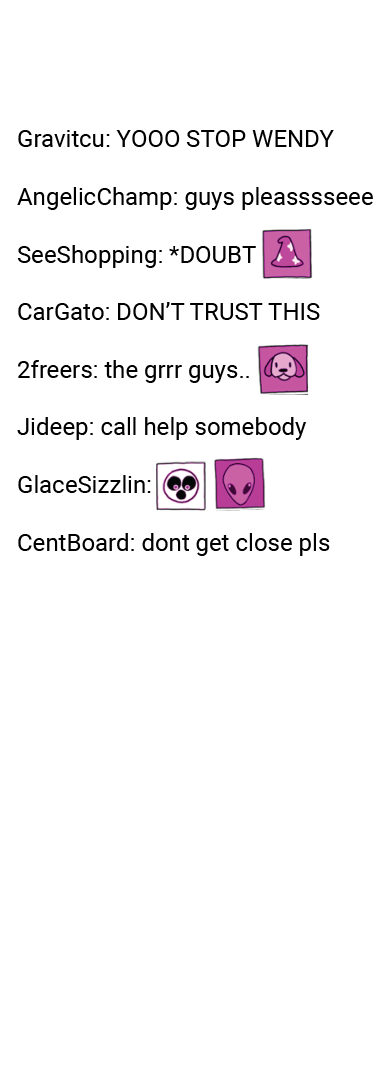 Gravitcu: YOOO STOP WENDY
AngelicChamp: guys pleasssseee
SeeShopping: *DOUBT
CarGato: DON’T TRUST THIS
2freers: the grrr guys..
Jideep: call help somebody
GlaceSizzlin:
CentBoard: dont get close pls